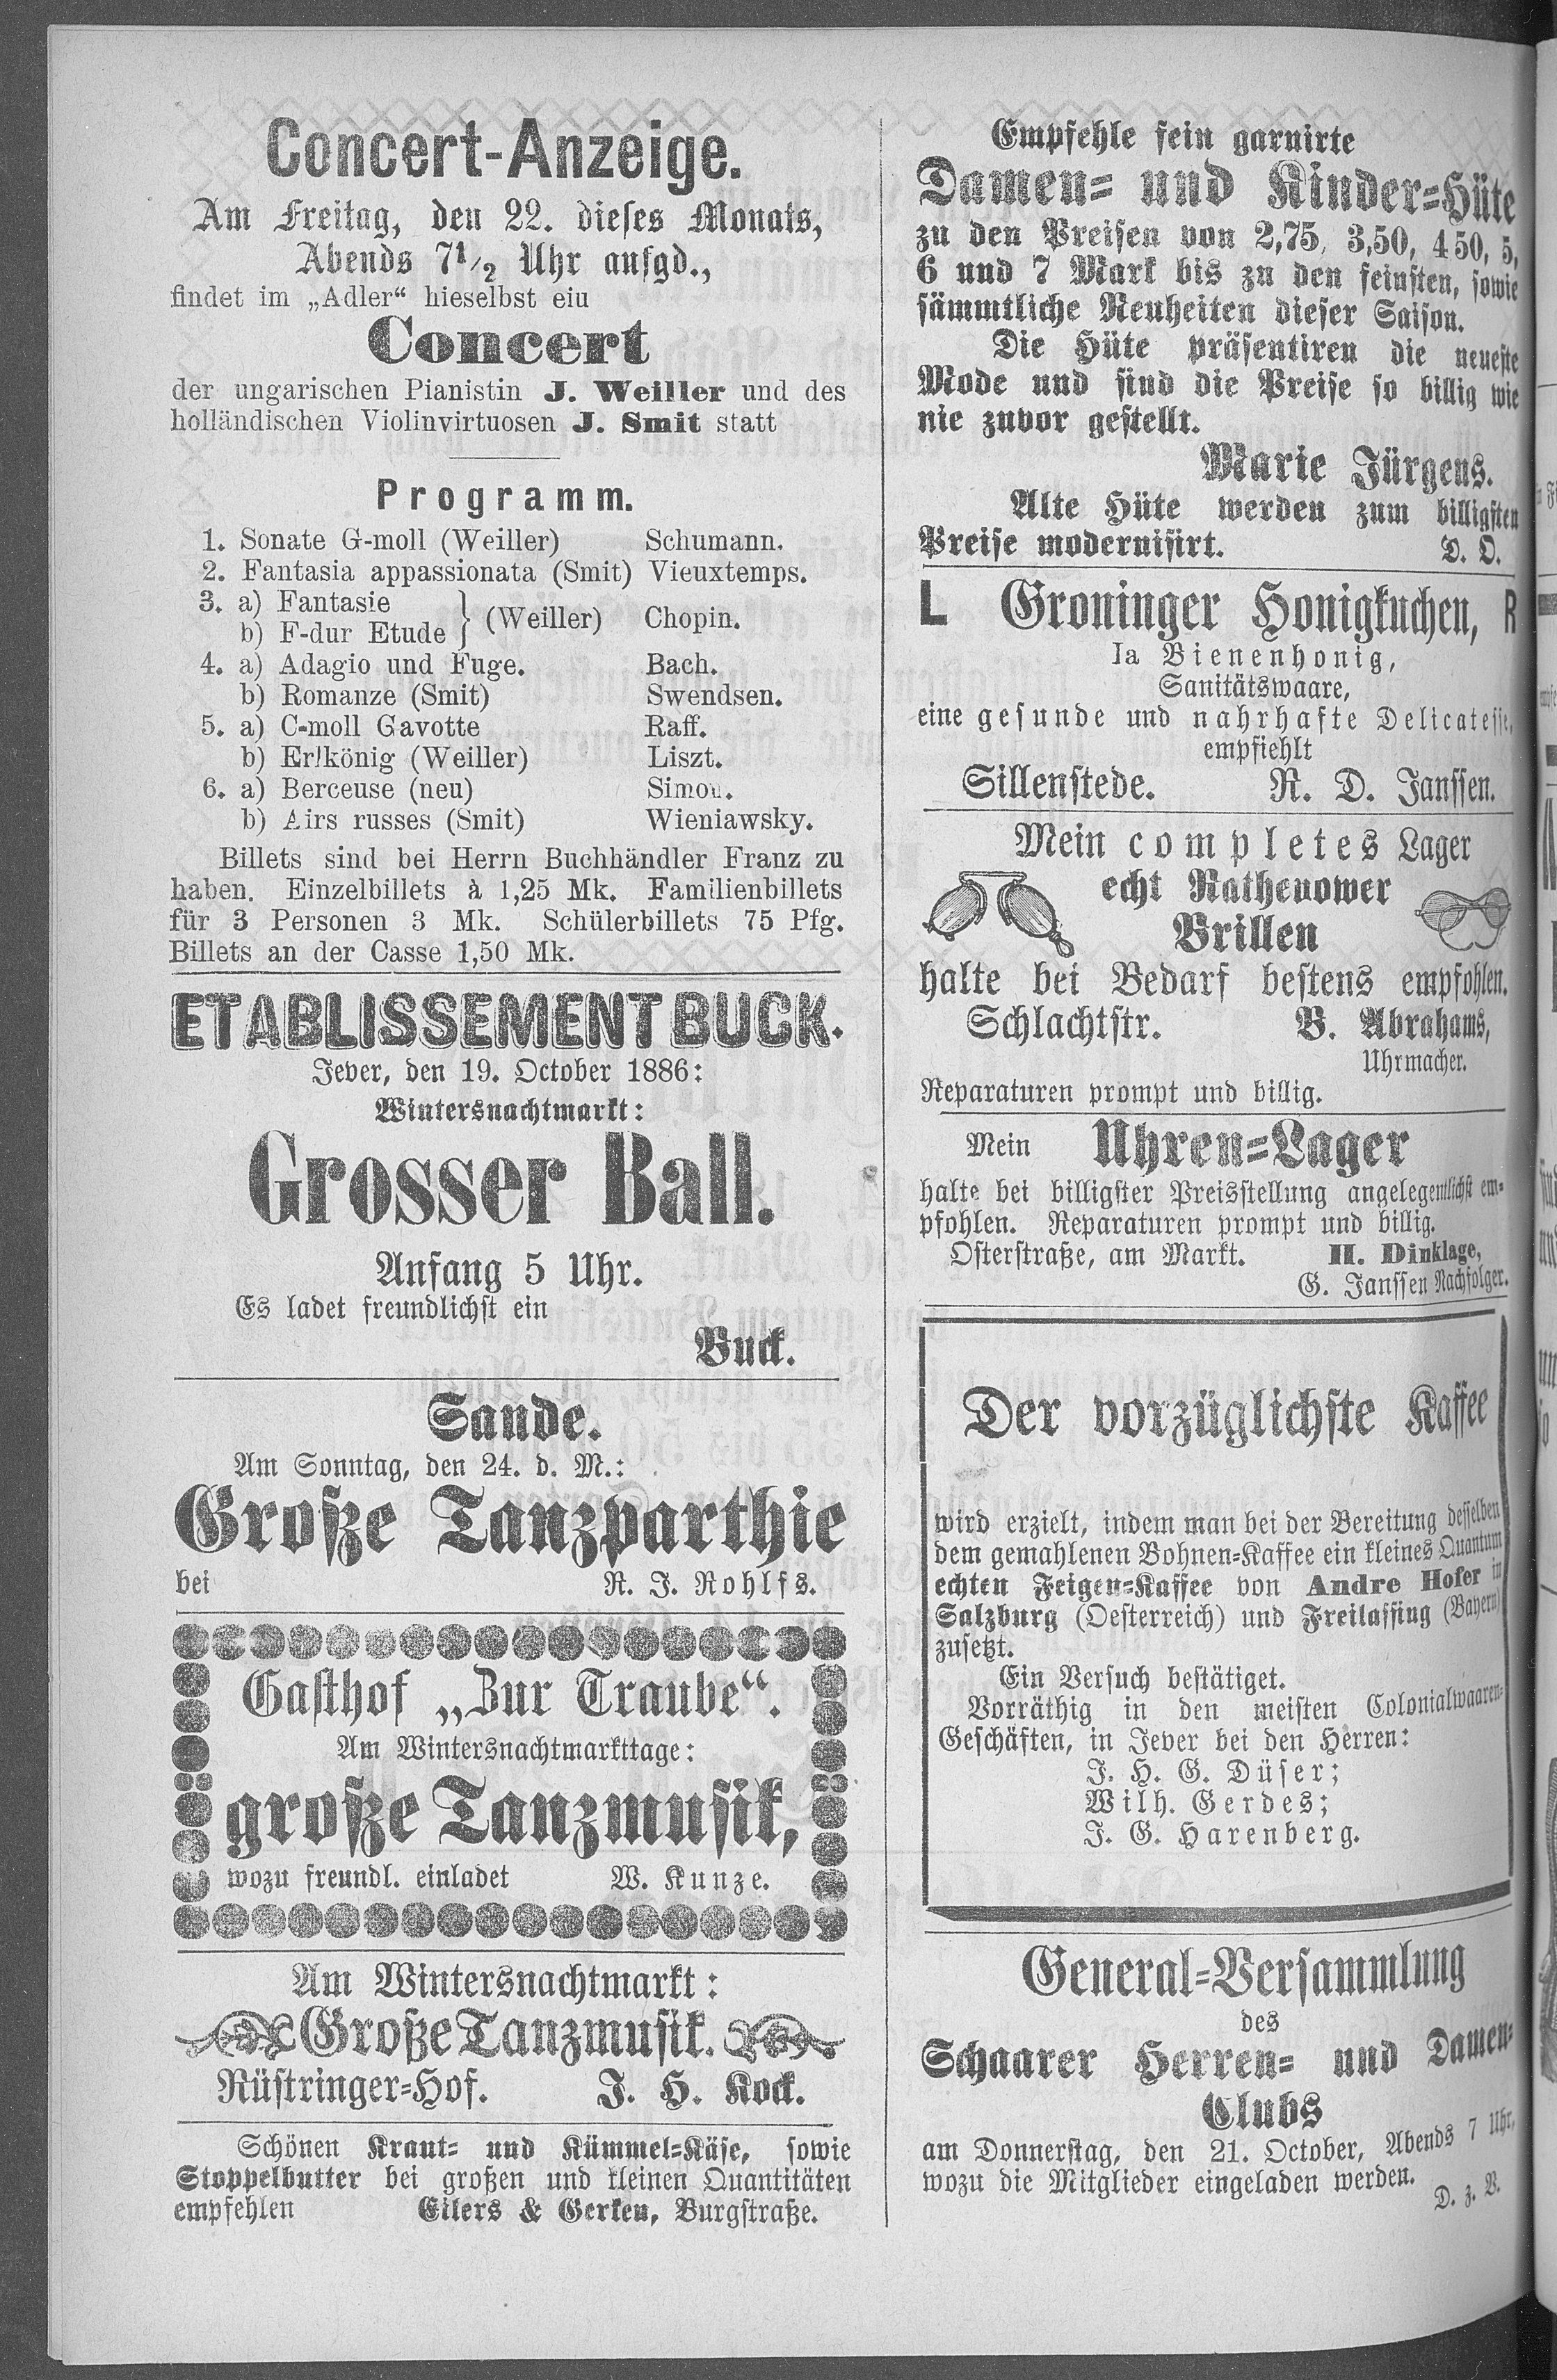 Concert-Anzeige.
Am Freitag, den 22. dieses Monats,
Abends 7 1/2 Uhr anfgd.,
findet im „Adler“ hieselbst ein
Concert
der ungarischen Pianistin J. Weiller und des
holländischen Violinvirtuosen J. Smit statt
Programm.
1. Sonate G-moll (Weiller) Schumann.
2. Fantasia appassionata (Smit) Vieuxtemps.
3. a) Fantasie
b) F-dur Etude } (Weiller) Chopin.
4. a) Adagio und Fuge. Bach.
b) Romanze (Smit) Swendsen.
5. a) C-moll Gavotte Raff.
b) Erlkönig (Weiller) Liszt.
6. a) Berceuse (neu) Simon.
b) Airs russes (Smit) Wieniawsky.
Billets sind bei Herrn Buchhändler Franz zu
haben. Einzelbillets à 1,25 Mk. Familienbillets
für 3 Personen 3 Mk. Schülerbillets 75 Pfg.
Billets an der Casse 1,50 Mk.
ETABLISSEMENT BUCK.
Jever, den 19. October 1886:
Wintersnachtmarkt:
Grosser Ball.
Anfang 5 Uhr.
Es ladet freundlichst ein
Buck.
Sande.
Am Sonntag, den 24. d. M.:
Große Tanzparthie
bei R. J. Rohlfs.
Gasthof „Zur Traube“.
Am Wintersnachtmarkttage:
große Tanzmusik,
wozu freundl. einladet W. Kunze.
Am Wintersnachtmarkt:
Große Tanzmusik.
Rüstringer-Hof. J. H. Kock.
Schönen Kraut- und Kümmel-Käse, sowie
Stoppelbutter bei großen und kleinen Quantitäten
empfehlen Eilers & Gerken, Burgstraße.
Empfehle fein garnirte
Damen- und Kinder-Hüte
zu den Preisen von 2,75, 3,50, 4 50, 5,
6 und 7 Mark bis zu den feinsten, sowie
sämmtliche Neuheiten dieser Saison.
Die Hüte präsentiren die neueste
Mode und sind die Preise so billig wie
nie zuvor gestellt.
Marie Jürgens.
Alte Hüte werden zum billigsten
Preise modernisirt. D. O.
L Groninger Honigkuchen, R
Ia Bienenhonig,
Sanitätswaare,
eine gesunde und nahrhafte Delicatesse,
empfiehlt
Sillenstede. R. D. Janssen.
Mein completes Lager
echt Rathenower
Brillen
halte bei Bedarf bestens empfohlen.
Schlachtstr. B. Abrahams,
Uhrmacher.
Reparaturen prompt und billig.
Mein Uhren-Lager
halte bei billigster Preisstellung angelegentlichst em-
pfohlen. Reparaturen prompt und billig.
Osterstraße, am Markt. H. Dinklage,
G. Janssen Nachfolger.
Der vorzüglichste Kaffee
wird erzielt, indem man bei der Bereitung desselben
dem gemahlenen Bohnen-Kaffee ein kleines Quantum
echten Feigen-Kaffee von Andre Hofer in
Salzburg (Oesterreich) und Freilassing (Bayern)
zusetzt.
Ein Versuch bestätiget.
Vorräthig in den meisten Colonialwaaren-
Geschäften, in Jever bei den Herren:
J. H. G. Düser;
Wilh. Gerdes;
J. G. Harenberg.
General-Versammlung
des
Schaarer Herren- und Damen-
Clubs
am Donnerstag, den 21. October, Abends 7 Uhr,
wozu die Mitglieder eingeladen werden.
D. z. V.